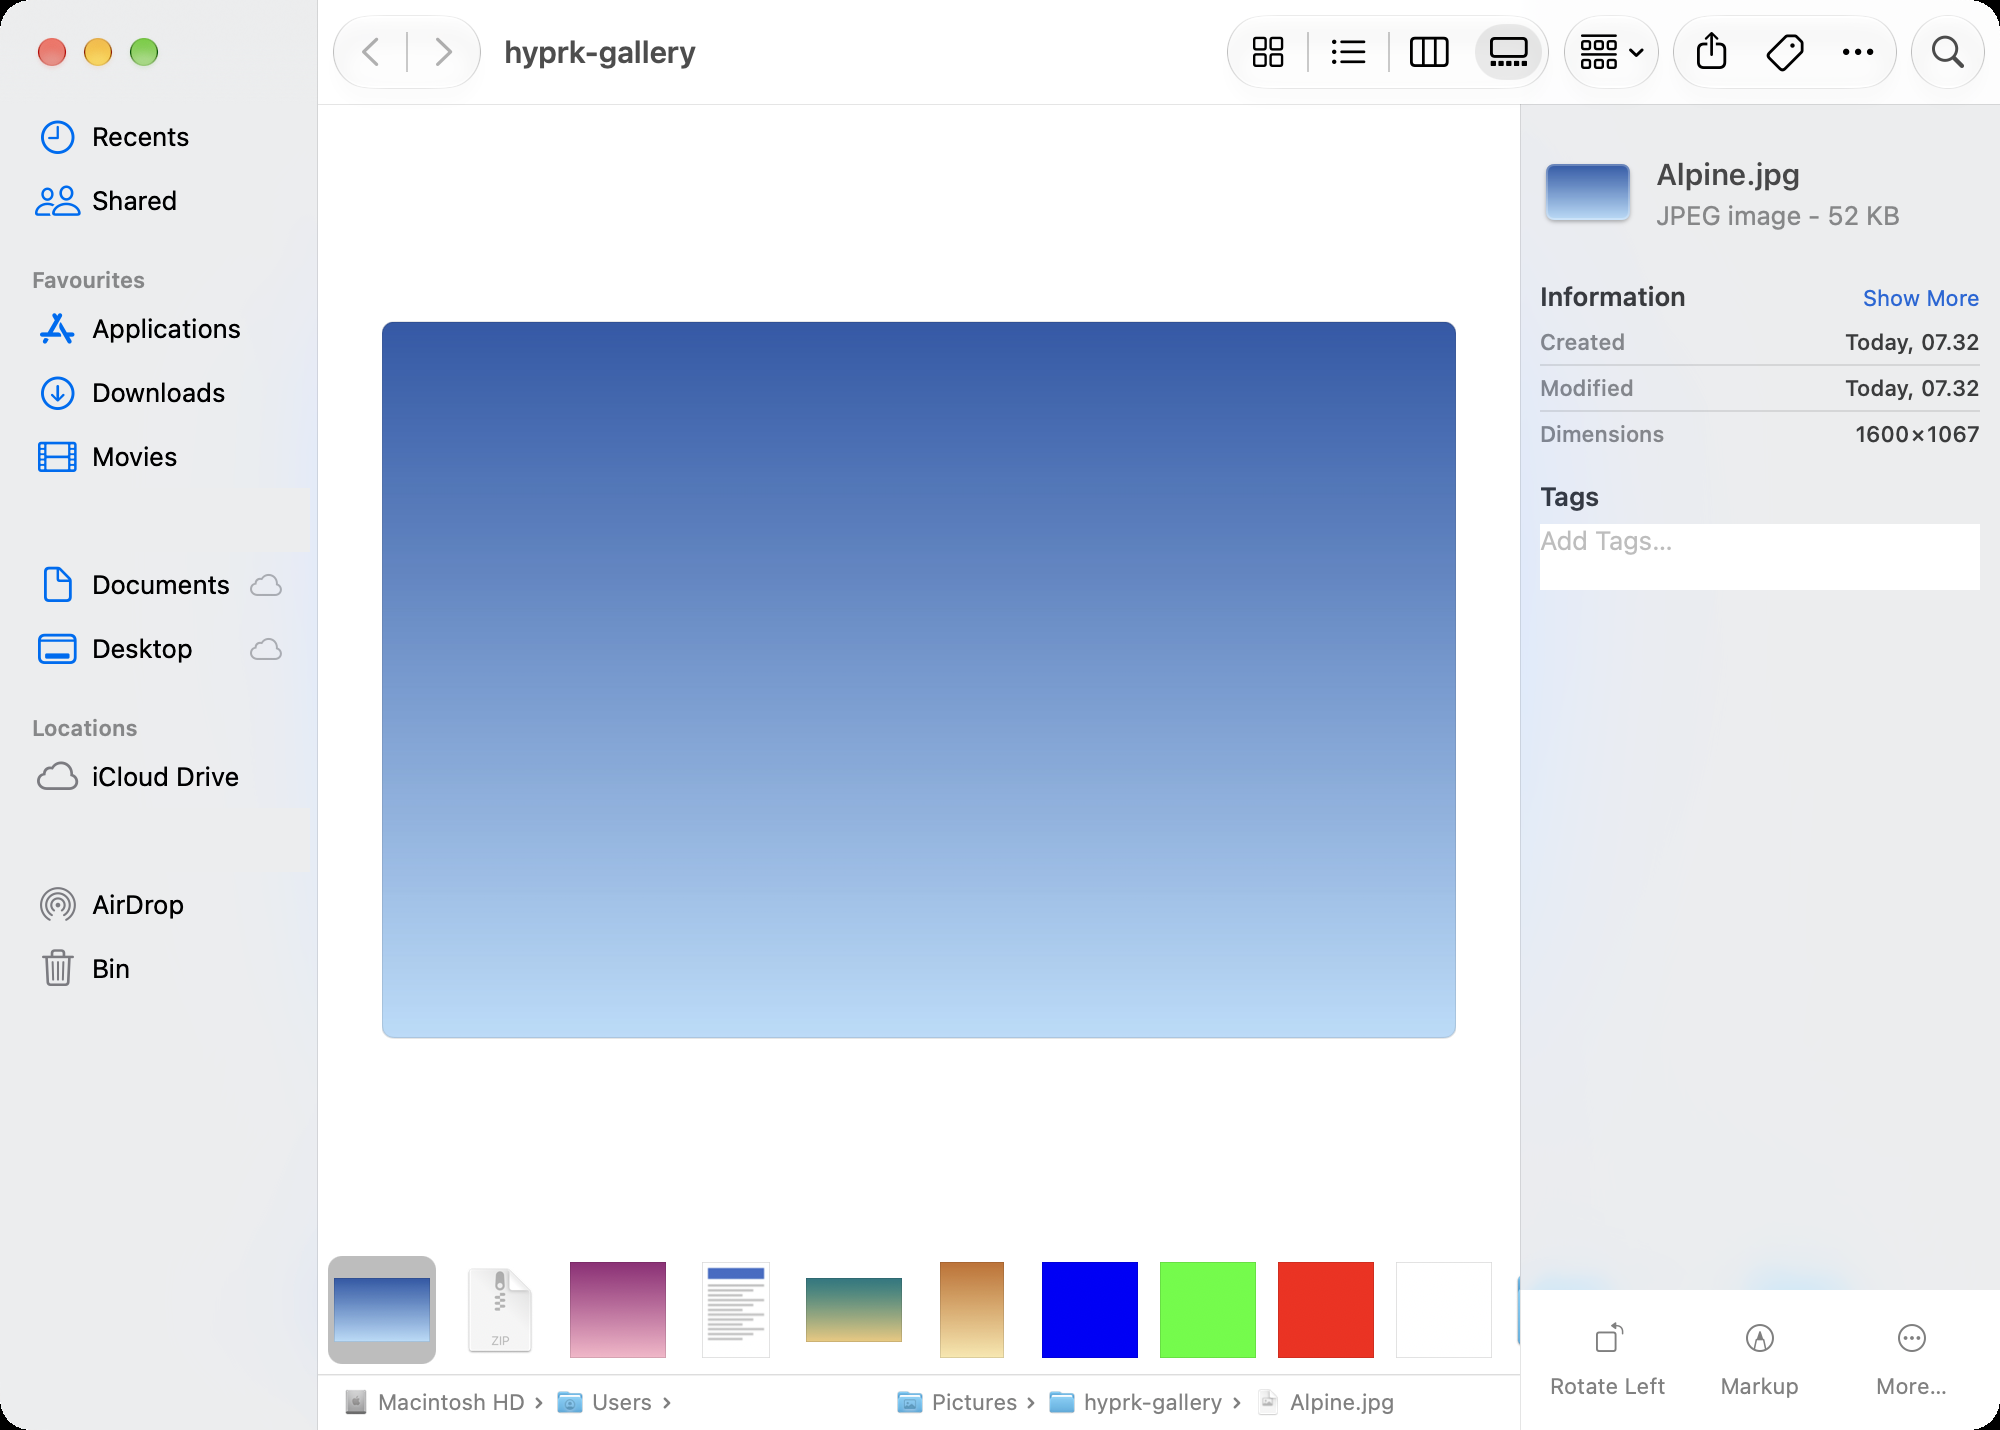 hyprk-gallery
Recents
Shared
Favourites
Applications
Downloads
Movies
Documents
Desktop
Locations
iCloud Drive
AirDrop
Bin
Alpine.jpg
JPEG image - 52 KB
Information Show More
Created Today, 07.32
Modified Today, 07.32
Dimensions 1600×1067
Tags
Add Tags...
ZIP
Macintosh HD › Users › Pictures › hyprk-gallery › Alpine.jpg
Rotate Left Markup More...